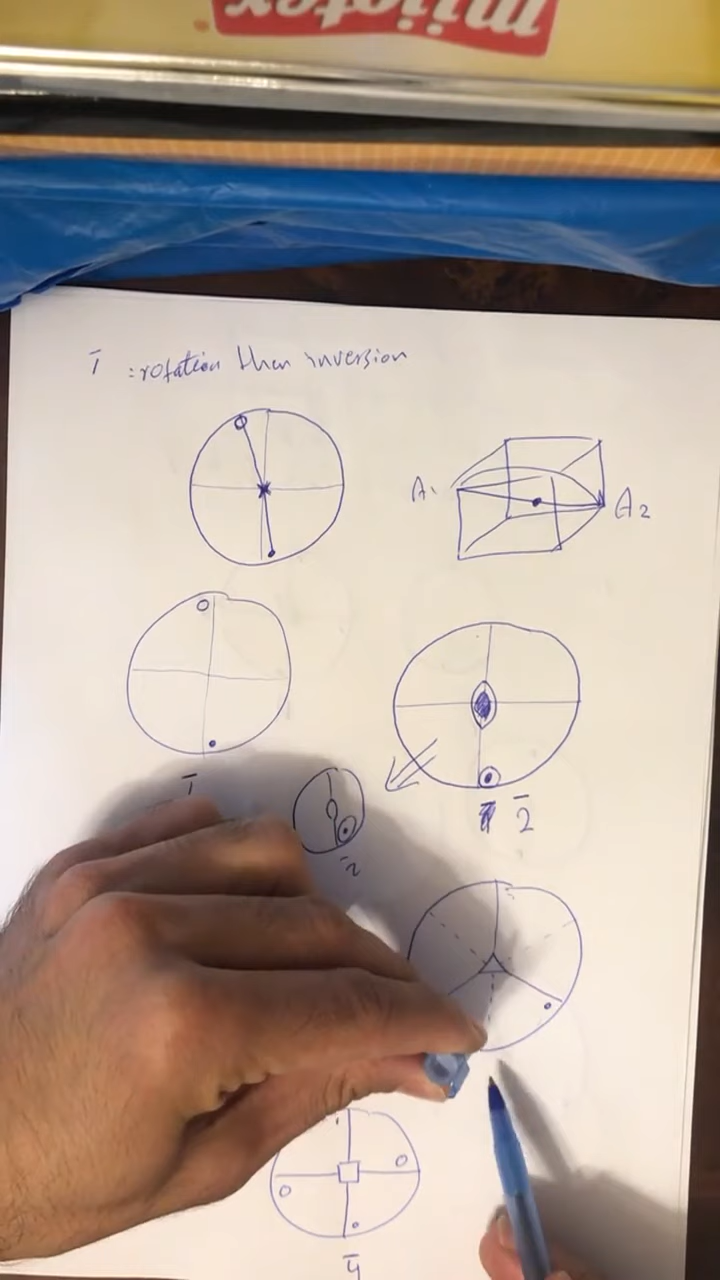 1̄ : rotation then inversion
A₁
A₂
1̄
2̄
2̄
4̄